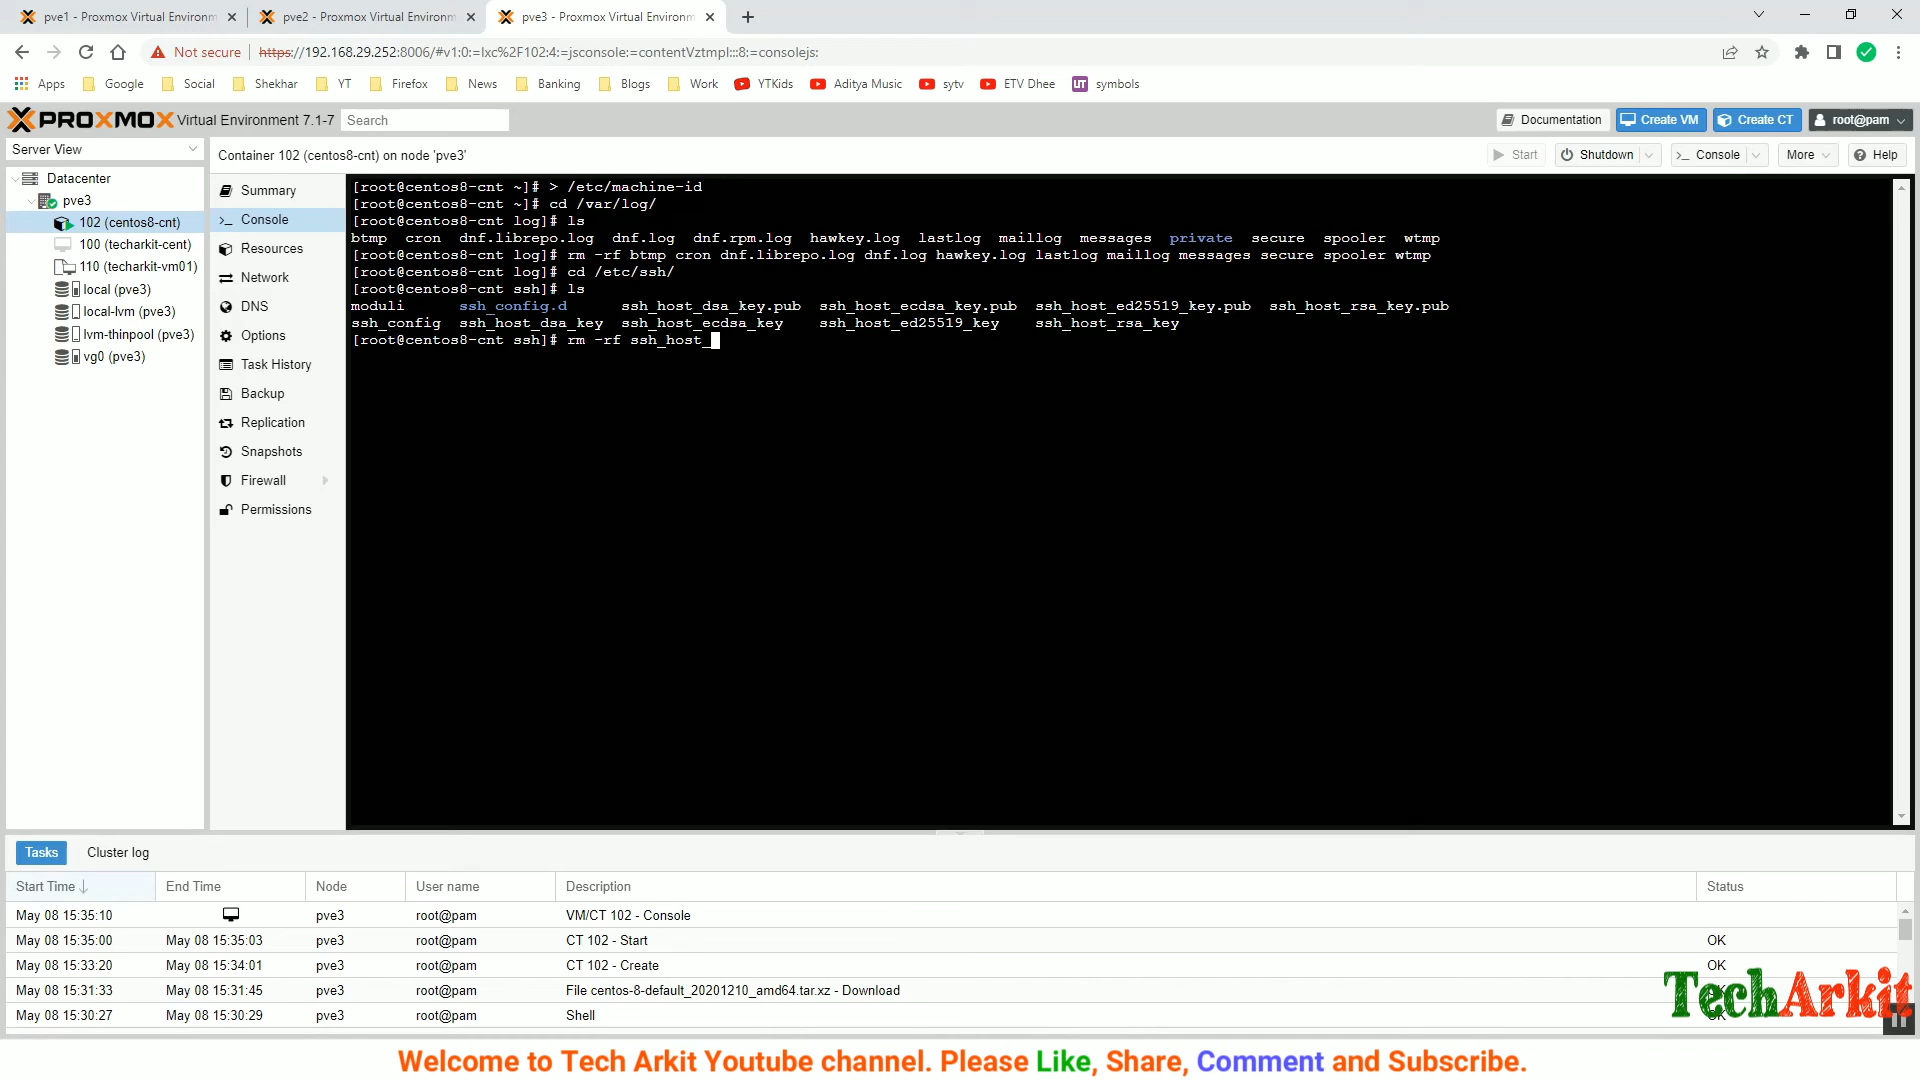 pve1 - Proxmox Virtual Environm
pve2 - Proxmox Virtual Environm
pve3 - Proxmox Virtual Environm
Not secure
https://192.168.29.252:8006/#v1:0:=lxc%2F102:4:=jsconsole:=contentVztmpl:::8:=consolejs:
Apps Google Social Shekhar YT Firefox News Banking Blogs Work YTKids Aditya Music sytv ETV Dhee UT symbols
PROXMOX Virtual Environment 7.1-7 Search Documentation Create VM Create CT root@pam
Server View
Datacenter
pve3
102 (centos8-cnt)
100 (techarkit-cent)
110 (techarkit-vm01)
local (pve3)
local-lvm (pve3)
lvm-thinpool (pve3)
vg0 (pve3)
Container 102 (centos8-cnt) on node 'pve3' Start Shutdown Console More Help
Summary
Console
Resources
Network
DNS
Options
Task History
Backup
Replication
Snapshots
Firewall
Permissions
[root@centos8-cnt ~]# > /etc/machine-id
[root@centos8-cnt ~]# cd /var/log/
[root@centos8-cnt log]# ls
btmp cron dnf.librepo.log dnf.log dnf.rpm.log hawkey.log lastlog maillog messages private secure spooler wtmp
[root@centos8-cnt log]# rm -rf btmp cron dnf.librepo.log dnf.log hawkey.log lastlog maillog messages secure spooler wtmp
[root@centos8-cnt log]# cd /etc/ssh/
[root@centos8-cnt ssh]# ls
moduli ssh_config.d ssh_host_dsa_key.pub ssh_host_ecdsa_key.pub ssh_host_ed25519_key.pub ssh_host_rsa_key.pub
ssh_config ssh_host_dsa_key ssh_host_ecdsa_key ssh_host_ed25519_key ssh_host_rsa_key
[root@centos8-cnt ssh]# rm -rf ssh_host_
Tasks Cluster log
Start Time End Time Node User name Description Status
May 08 15:35:10 pve3 root@pam VM/CT 102 - Console
May 08 15:35:00 May 08 15:35:03 pve3 root@pam CT 102 - Start OK
May 08 15:33:20 May 08 15:34:01 pve3 root@pam CT 102 - Create OK
May 08 15:31:33 May 08 15:31:45 pve3 root@pam File centos-8-default_20201210_amd64.tar.xz - Download
May 08 15:30:27 May 08 15:30:29 pve3 root@pam Shell OK
TechArkit
Welcome to Tech Arkit Youtube channel. Please Like, Share, Comment and Subscribe.